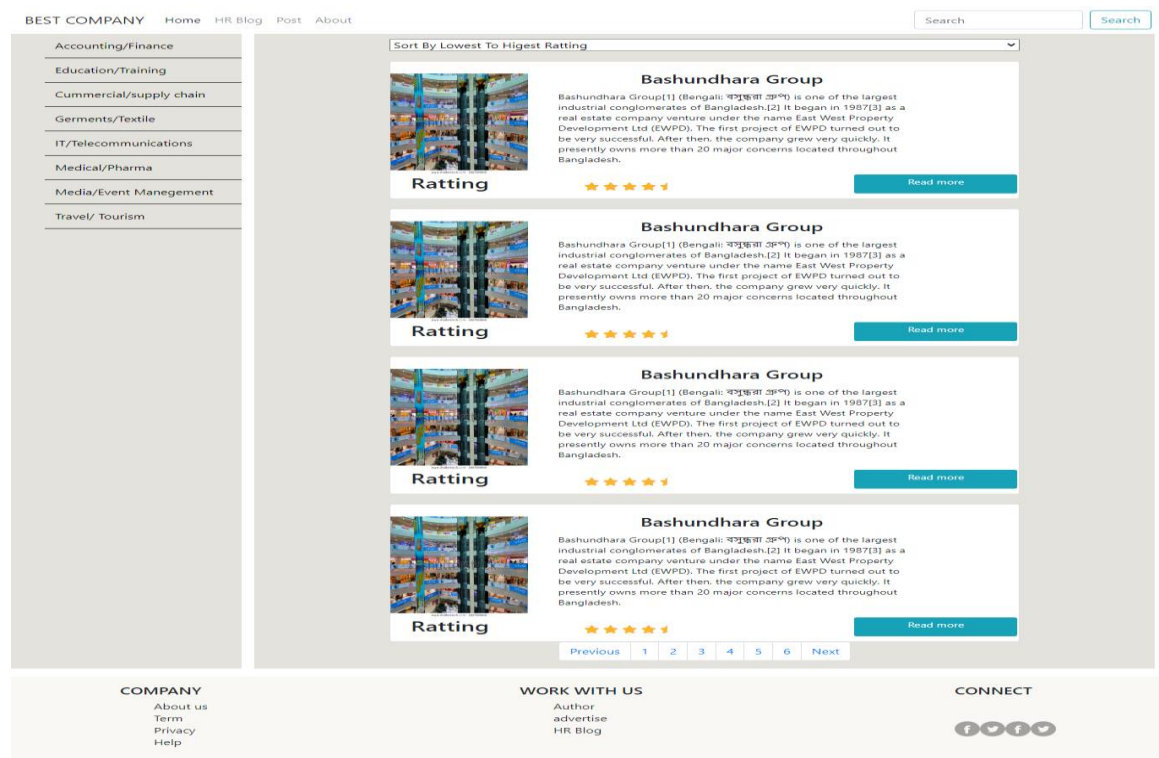 BEST COMPANY Home HR Blog Post About Search Search
Accounting/Finance
Education/Training
Cummercial/supply chain
Germents/Textile
IT/Telecommunications
Medical/Pharma
Media/Event Manegement
Travel/ Tourism
Sort By Lowest To Higest Ratting
Bashundhara Group
Bashundhara Group[1] (Bengali: বসুন্ধরা গ্রুপ) is one of the largest
industrial conglomerates of Bangladesh.[2] It began in 1987[3] as a
real estate company venture under the name East West Property
Development Ltd (EWPD). The first project of EWPD turned out to
be very successful. After then, the company grew very quickly. It
presently owns more than 20 major concerns located throughout
Bangladesh.
Ratting Read more
Bashundhara Group
Bashundhara Group[1] (Bengali: বসুন্ধরা গ্রুপ) is one of the largest
industrial conglomerates of Bangladesh.[2] It began in 1987[3] as a
real estate company venture under the name East West Property
Development Ltd (EWPD). The first project of EWPD turned out to
be very successful. After then, the company grew very quickly. It
presently owns more than 20 major concerns located throughout
Bangladesh.
Ratting Read more
Bashundhara Group
Bashundhara Group[1] (Bengali: বসুন্ধরা গ্রুপ) is one of the largest
industrial conglomerates of Bangladesh.[2] It began in 1987[3] as a
real estate company venture under the name East West Property
Development Ltd (EWPD). The first project of EWPD turned out to
be very successful. After then, the company grew very quickly. It
presently owns more than 20 major concerns located throughout
Bangladesh.
Ratting Read more
Bashundhara Group
Bashundhara Group[1] (Bengali: বসুন্ধরা গ্রুপ) is one of the largest
industrial conglomerates of Bangladesh.[2] It began in 1987[3] as a
real estate company venture under the name East West Property
Development Ltd (EWPD). The first project of EWPD turned out to
be very successful. After then, the company grew very quickly. It
presently owns more than 20 major concerns located throughout
Bangladesh.
Ratting Read more
Previous 1 2 3 4 5 6 Next
COMPANY
About us
Term
Privacy
Help
WORK WITH US
Author
advertise
HR Blog
CONNECT